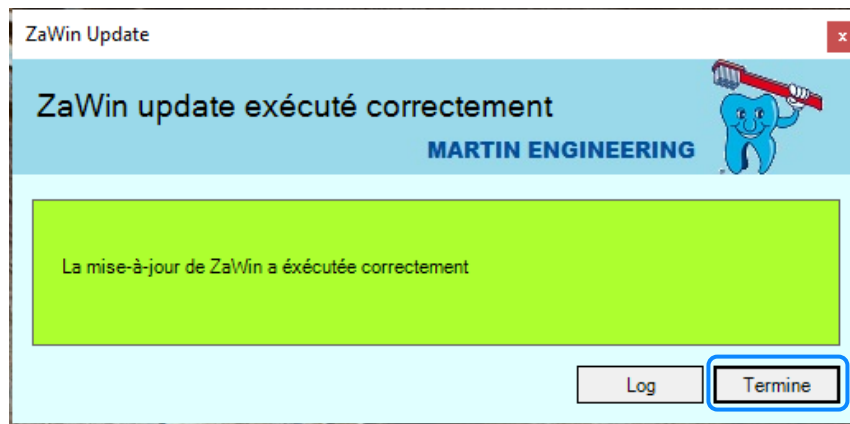 ZaWin Update
x
ZaWin update exécuté correctement
MARTIN ENGINEERING
La mise-à-jour de ZaWin a éxécutée correctement
Log
Termine